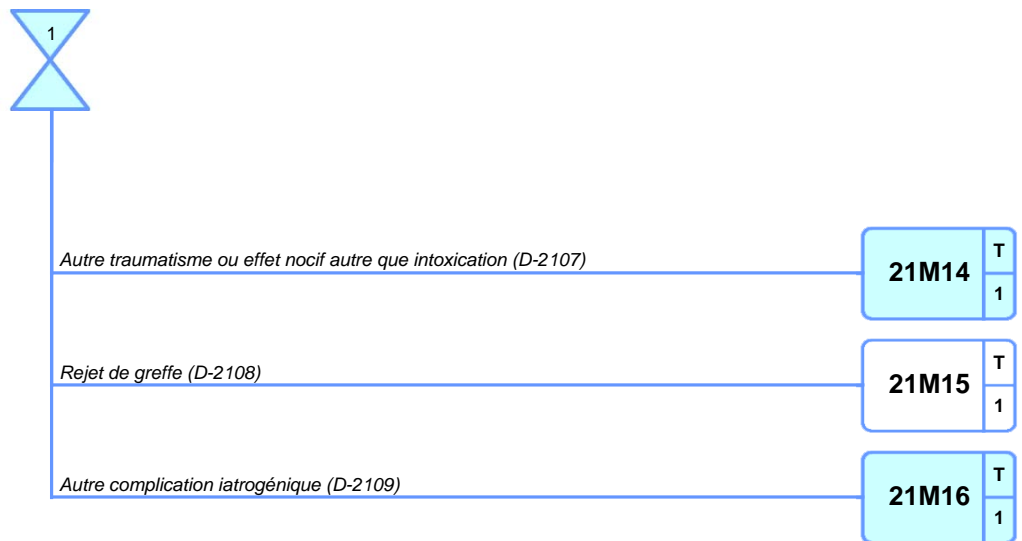 1
Autre traumatisme ou effet nocif autre que intoxication (D-2107)
21M14
T
1
Rejet de greffe (D-2108)
21M15
T
1
Autre complication iatrogénique (D-2109)
21M16
T
1